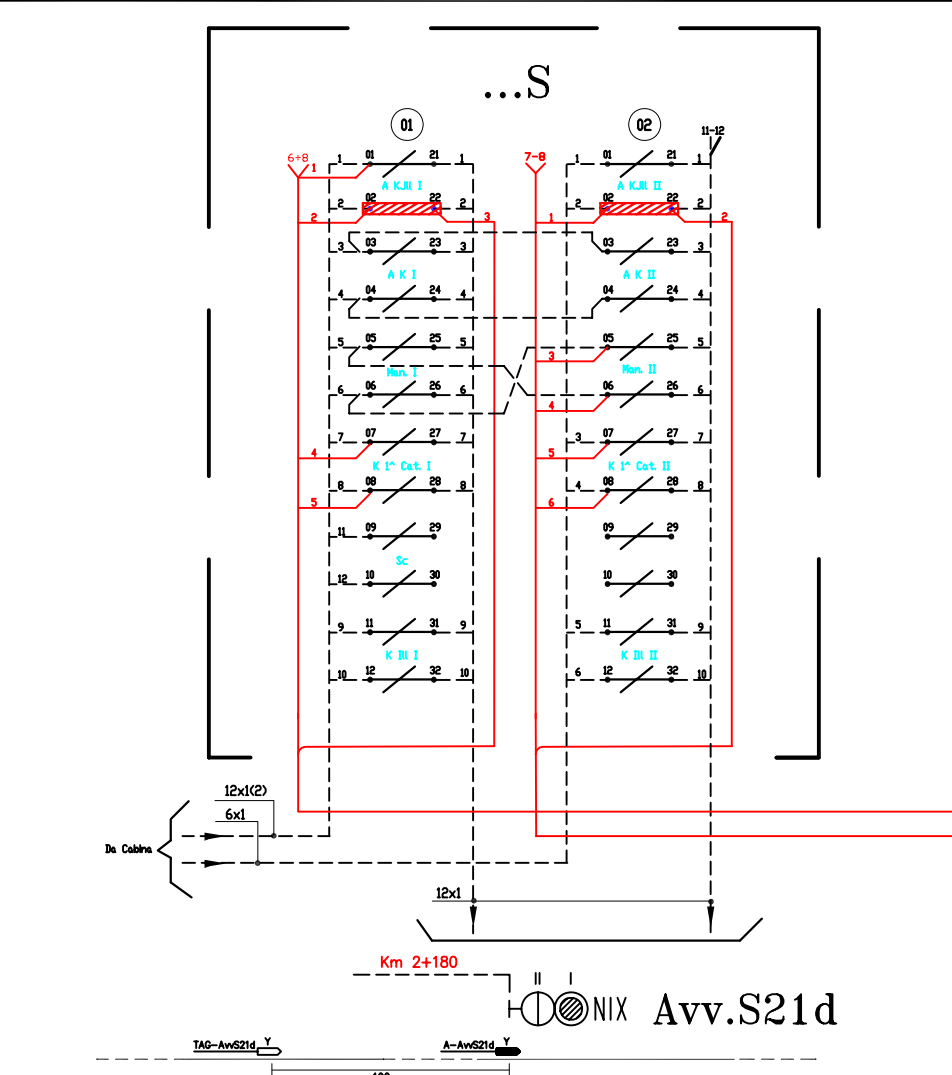 ...S
01 02
11-12
6÷8 7-8
1 1 01 21 1 01 21 1
A KJll I A KJll II
2 2 02 22 2 3 1 2 02 22 2 2
3 03 23 3 03 23 3
A K I A K II
4 04 24 4 04 24 4
5 05 25 5 3 05 25 5
Man. I Man. II
6 06 26 6 4 06 26 6
4 7 07 27 7 5 3 07 27 7
K 1^ Cat. I K 1^ Cat. II
5 8 08 28 8 6 4 08 28 8
11 09 29 09 29
Sc
12 10 30 10 30
9 11 31 9 5 11 31 9
K Ill I K Ill II
10 12 32 10 6 12 32 10
12x1(2)
6x1
Da Cabina
12x1
Km 2+180
II I
NIX Avv.S21d
TAG-AvvS21d Y A-AvvS21d Y